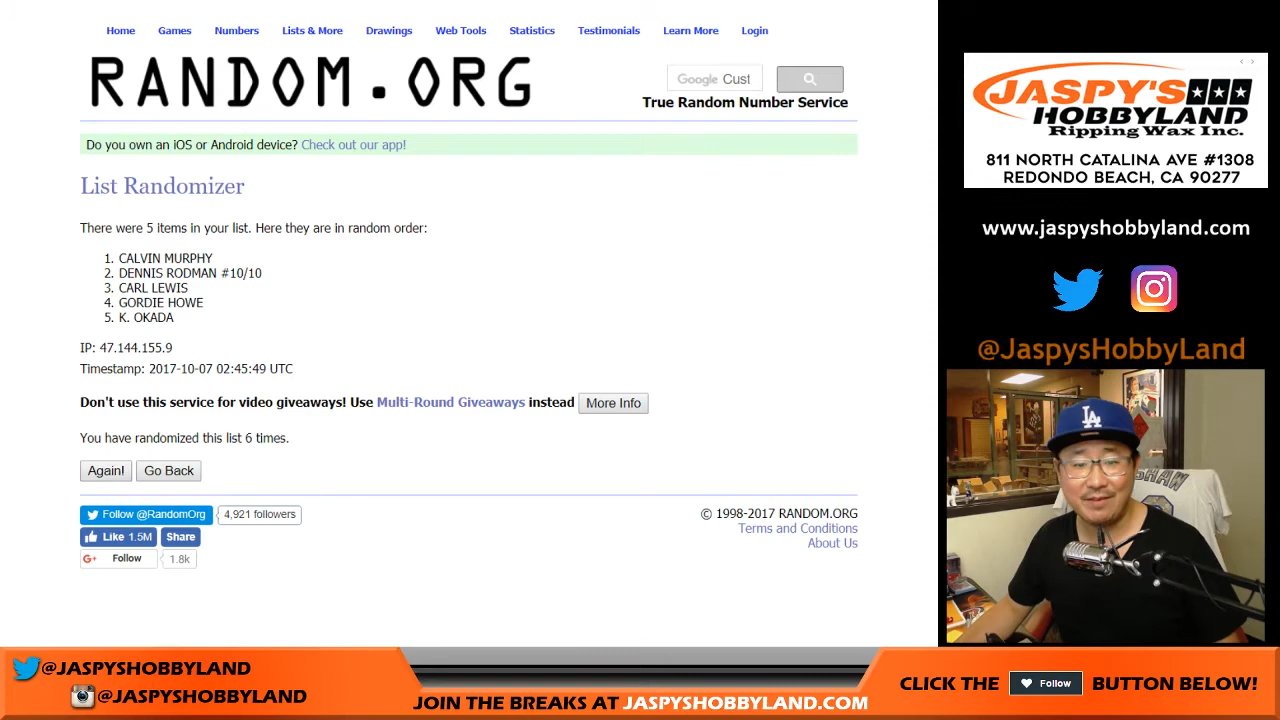 Home Games Numbers Lists & More Drawings Web Tools Statistics Testimonials Learn More Login
RANDOM.ORG
Google Cust
True Random Number Service
Do you own an iOS or Android device? Check out our app!
List Randomizer
There were 5 items in your list. Here they are in random order:
1. CALVIN MURPHY
2. DENNIS RODMAN #10/10
3. CARL LEWIS
4. GORDIE HOWE
5. K. OKADA
IP: 47.144.155.9
Timestamp: 2017-10-07 02:45:49 UTC
Don't use this service for video giveaways! Use Multi-Round Giveaways instead More Info
You have randomized this list 6 times.
Again! Go Back
Follow @RandomOrg 4,921 followers
Like 1.5M Share
Follow 1.8k
© 1998-2017 RANDOM.ORG
Terms and Conditions
About Us
JASPY'S
HOBBYLAND
Ripping Wax Inc.
811 NORTH CATALINA AVE #1308
REDONDO BEACH, CA 90277
www.jaspyshobbyland.com
@JaspysHobbyLand
LA
SHAW
@JASPYSHOBBYLAND
@JASPYSHOBBYLAND
JOIN THE BREAKS AT JASPYSHOBBYLAND.COM
CLICK THE Follow BUTTON BELOW!